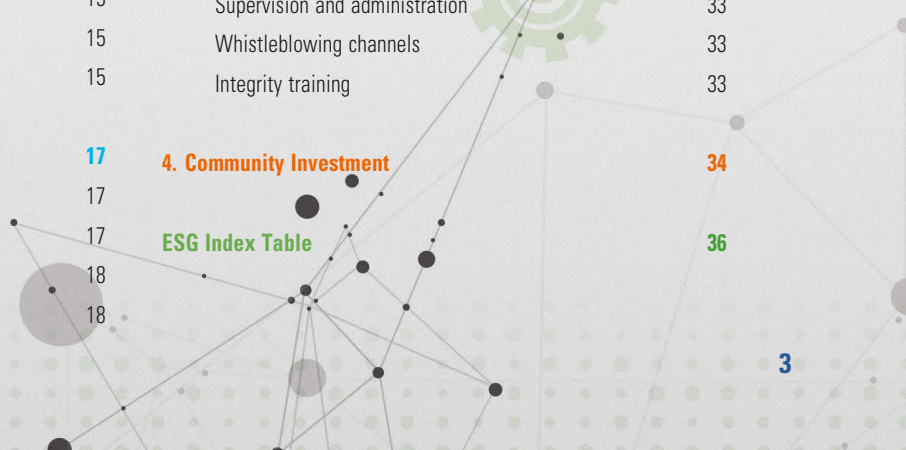 15
15
15
17
17
17
18
18
Supervision and administration 33
Whistleblowing channels 33
Integrity training 33
4. Community Investment 34
ESG Index Table 36
3